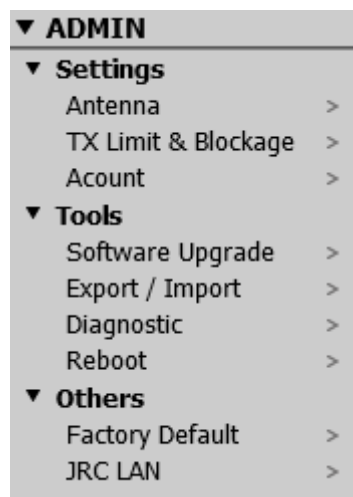 ▼ ADMIN
▼ Settings
Antenna >
TX Limit & Blockage >
Acount >
▼ Tools
Software Upgrade >
Export / Import >
Diagnostic >
Reboot >
▼ Others
Factory Default >
JRC LAN >